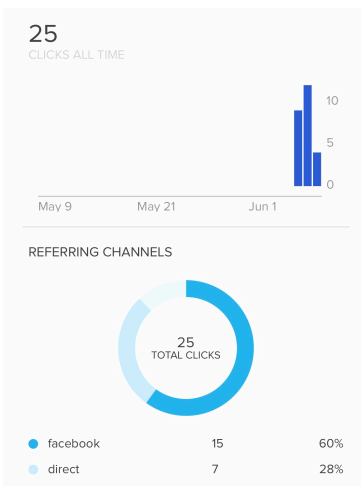 25
CLICKS ALL TIME
10
5
0
May 9 May 21 Jun 1
REFERRING CHANNELS
25
TOTAL CLICKS
facebook 15 60%
direct 7 28%